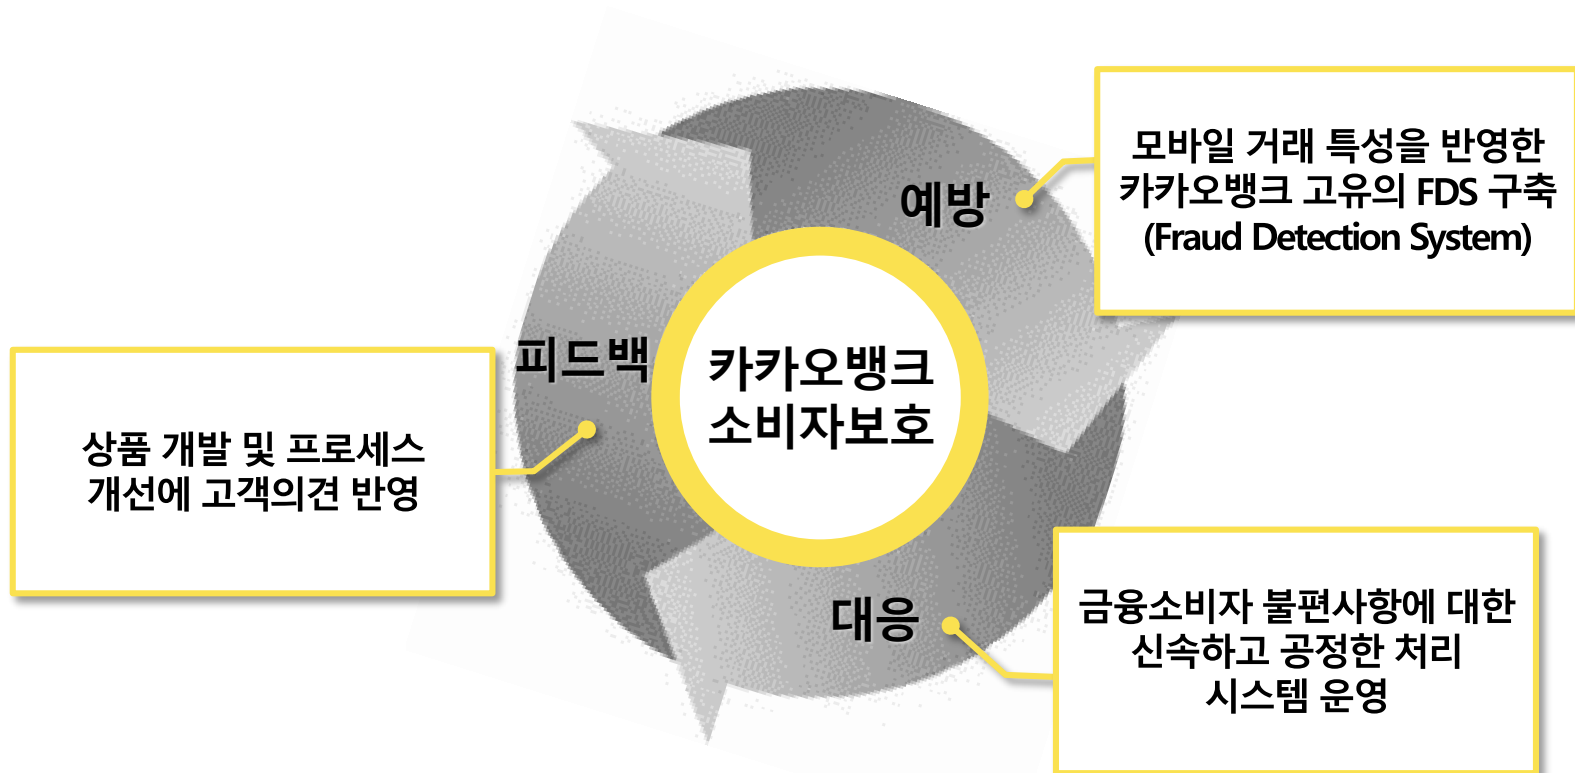 예방
모바일 거래 특성을 반영한
카카오뱅크 고유의 FDS 구축
(Fraud Detection System)
피드백
상품 개발 및 프로세스
개선에 고객의견 반영
카카오뱅크
소비자보호
대응
금융소비자 불편사항에 대한
신속하고 공정한 처리
시스템 운영